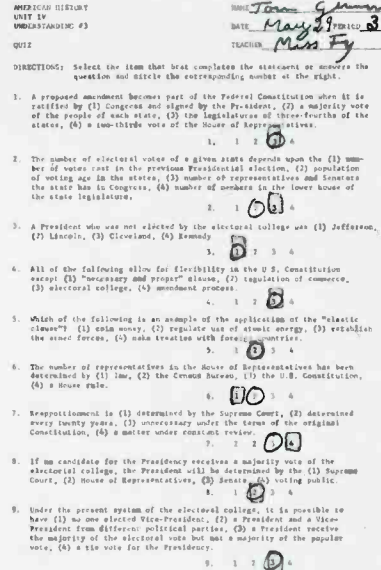 AMERICAN HISTORY
UNIT IV
UNDERSTANDING #3
NAME Tom
DATE May 29 PERIOD 3
QUIZ
TEACHER Miss Fy
DIRECTIONS: Select the item that best completes the statement or answers the
question and circle the corresponding number at the right.
1. A proposed amendment becomes part of the Federal Constitution when it is
ratified by (1) Congress and signed by the President, (2) a majority vote
of the people of each state, (3) the legislatures of three-fourths of the
states, (4) a two-thirds vote of the House of Representatives.
1. 1 2 3 4
2. The number of electoral votes of a given state depends upon the (1) num-
ber of votes cast in the previous Presidential election, (2) population
of voting age in the states, (3) number of representatives and Senators
the state has in Congress, (4) number of members in the lower house of
the state legislature.
2. 1 2 3 4
3. A President who was not elected by the electoral college was (1) Jefferson,
(2) Lincoln, (3) Cleveland, (4) Kennedy
3. 1 2 3 4
4. All of the following allow for flexibility in the U.S. Constitution
except (1) "necessary and proper" clause, (2) regulation of commerce,
(3) electoral college, (4) amendment process.
4. 1 2 3 4
5. Which of the following is an example of the application of the "elastic
clause"? (1) coin money, (2) regulate use of atomic energy, (3) establish
the armed forces, (4) make treaties with foreign countries.
5. 1 2 3 4
6. The number of representatives in the House of Representatives has been
determined by (1) law, (2) the Census Bureau, (3) the U.S. Constitution,
(4) a House rule.
6. 1 2 3 4
7. Reapportionment is (1) determined by the Supreme Court, (2) determined
every twenty years, (3) unnecessary under the terms of the original
Constitution, (4) a matter under constant review.
7. 2 2 3 4
8. If no candidate for the Presidency receives a majority vote of the
electorial college, the President will be determined by the (1) Supreme
Court, (2) House of Representatives, (3) Senate (4) voting public.
8. 1 2 3 4
9. Under the present system of the electoral college, it is possible to
have (1) no one elected Vice-President, (2) a President and a Vice-
President from different political parties, (3) a President receive
the majority of the electoral vote but not a majority of the popular
vote, (4) a tie vote for the Presidency.
9. 1 2 3 4